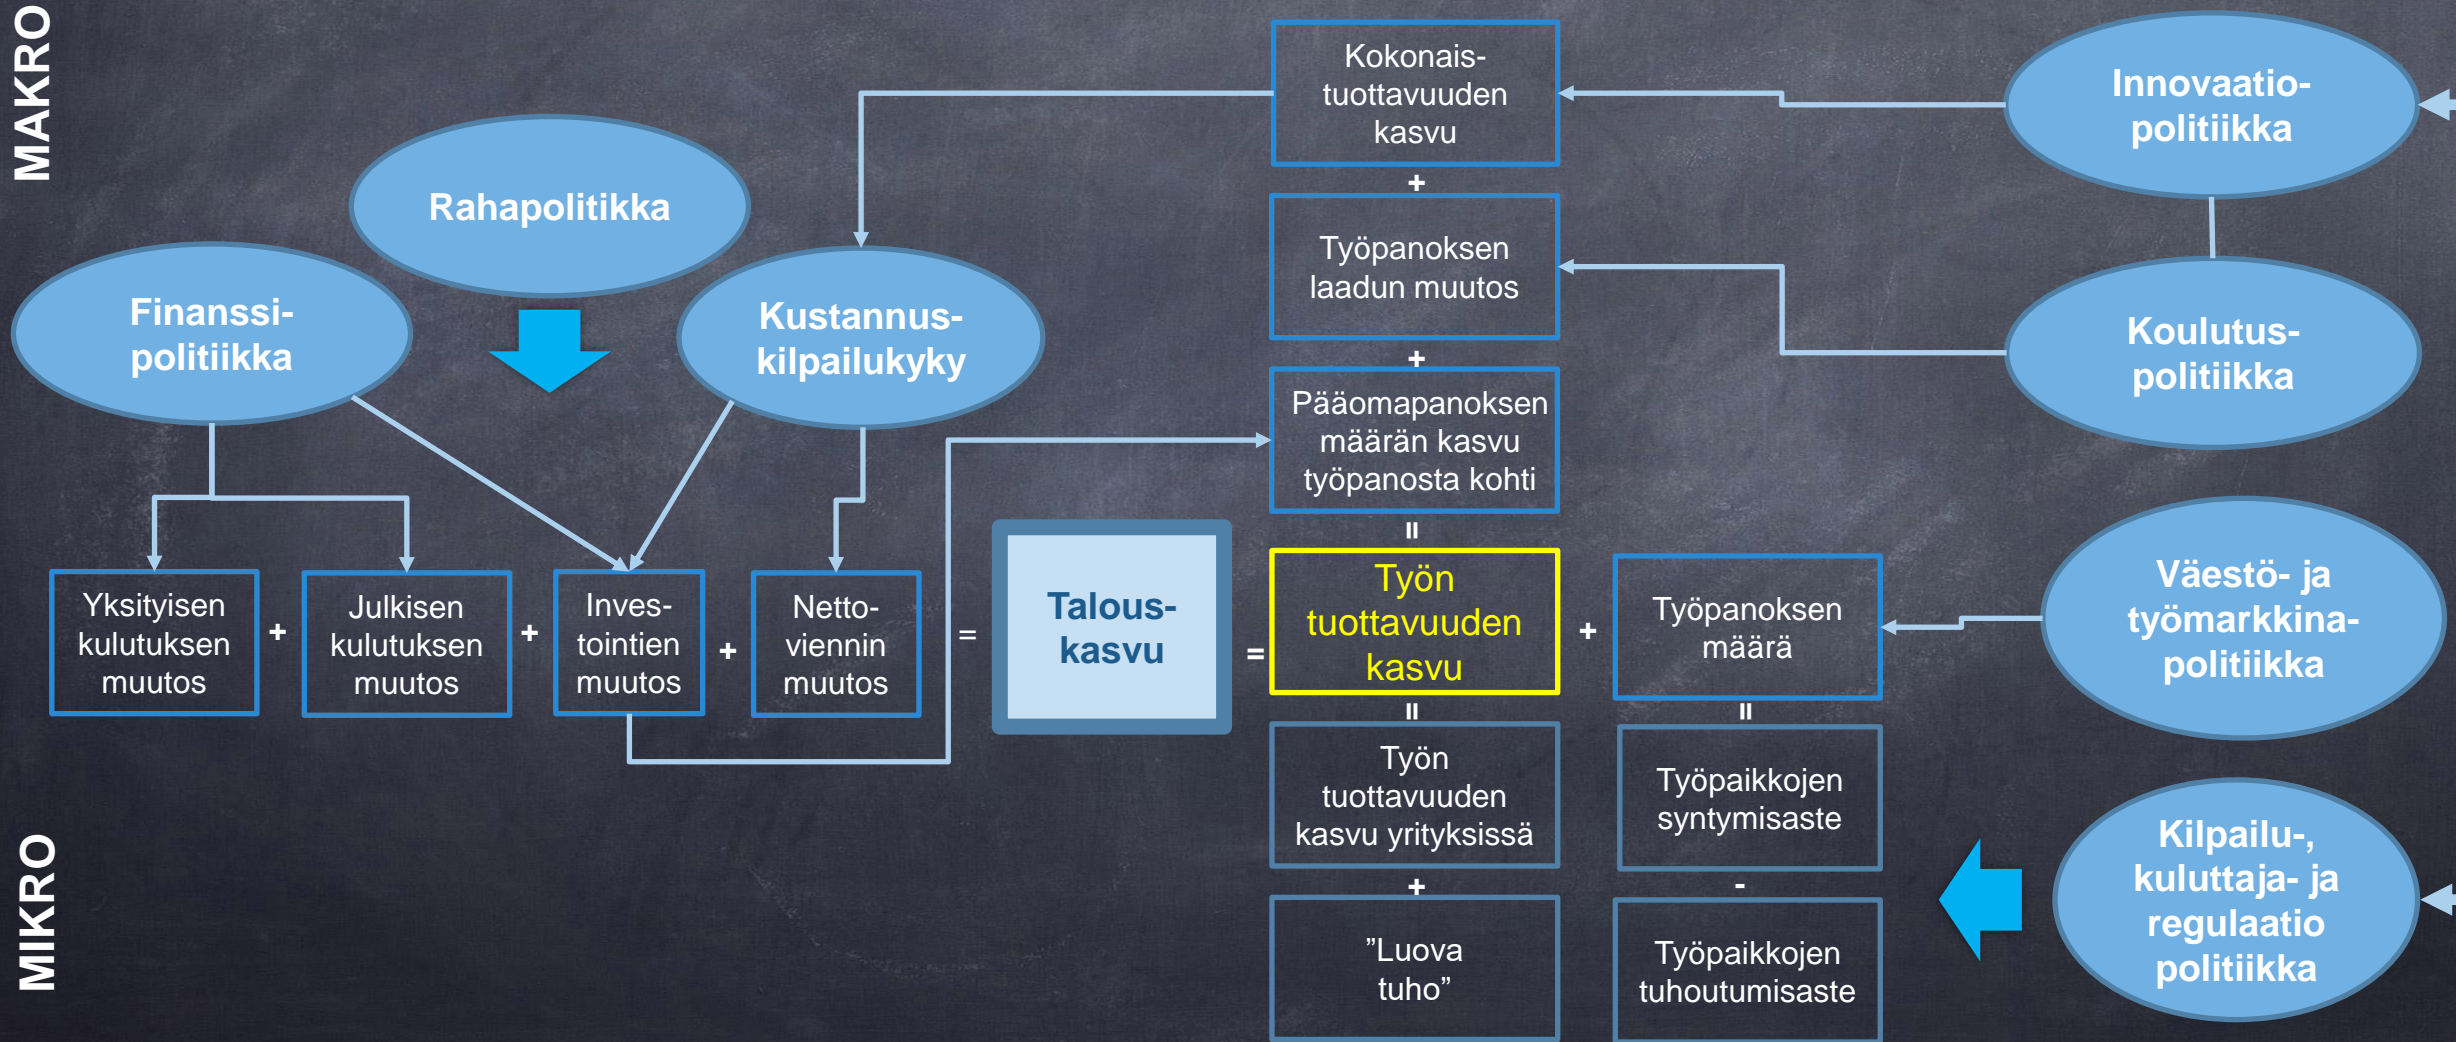 MAKRO
Kokonais-
tuottavuuden
kasvu
Innovaatio-
politiikka
+
Rahapolitikka
Työpanoksen
laadun muutos
Finanssi-
politiikka
Kustannus-
kilpailukyky
Koulutus-
politiikka
+
Pääomapanoksen
määrän kasvu
työpanosta kohti
=
Yksityisen
kulutuksen
muutos
+
Julkisen
kulutuksen
muutos
+
Inves-
tointien
muutos
+
Netto-
viennin
muutos
=
Talous-
kasvu
=
Työn
tuottavuuden
kasvu
+
Työpanoksen
määrä
Väestö- ja
työmarkkina-
politiikka
=
=
Työn
tuottavuuden
kasvu yrityksissä
Työpaikkojen
syntymisaste
MIKRO
Kilpailu-,
kuluttaja- ja
regulaatio
politiikka
+
-
"Luova
tuho”
Työpaikkojen
tuhoutumisaste